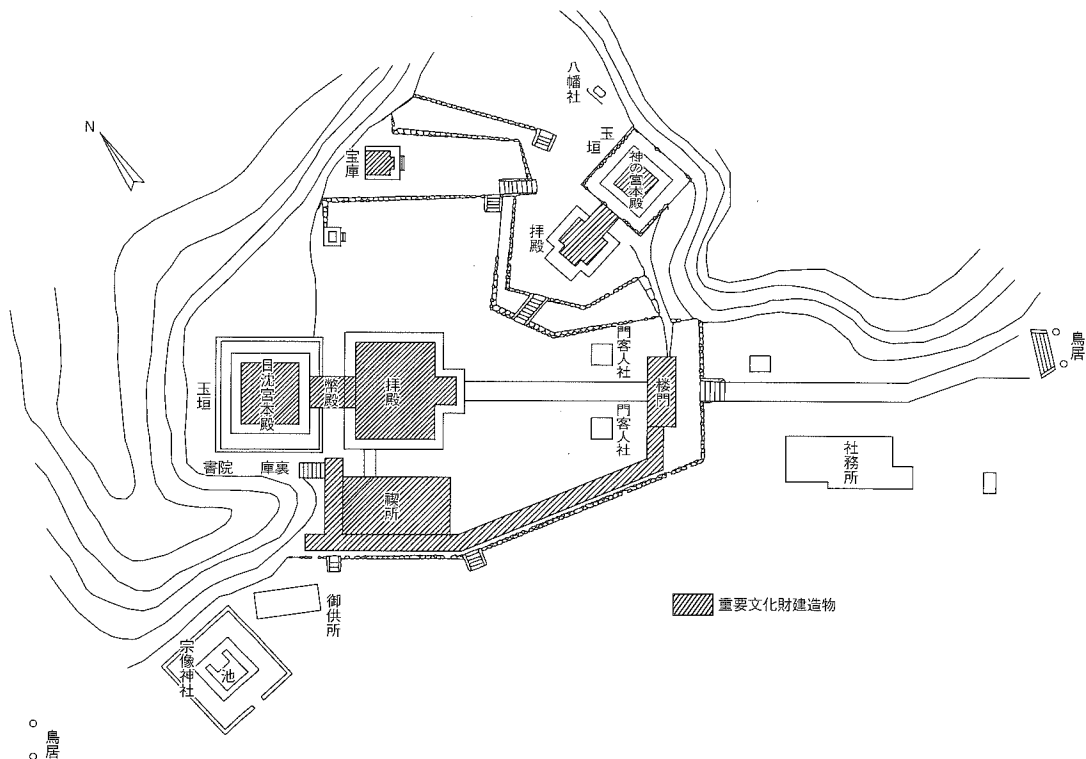 N
八幡社
玉垣
神の宮本殿
宝庫
拝殿
鳥居
門客人社
玉垣
日沈宮本殿
幣殿
拝殿
楼門
門客人社
社務所
書院
庫裏
禊所
重要文化財建造物
御供所
宗像神社
池
鳥居